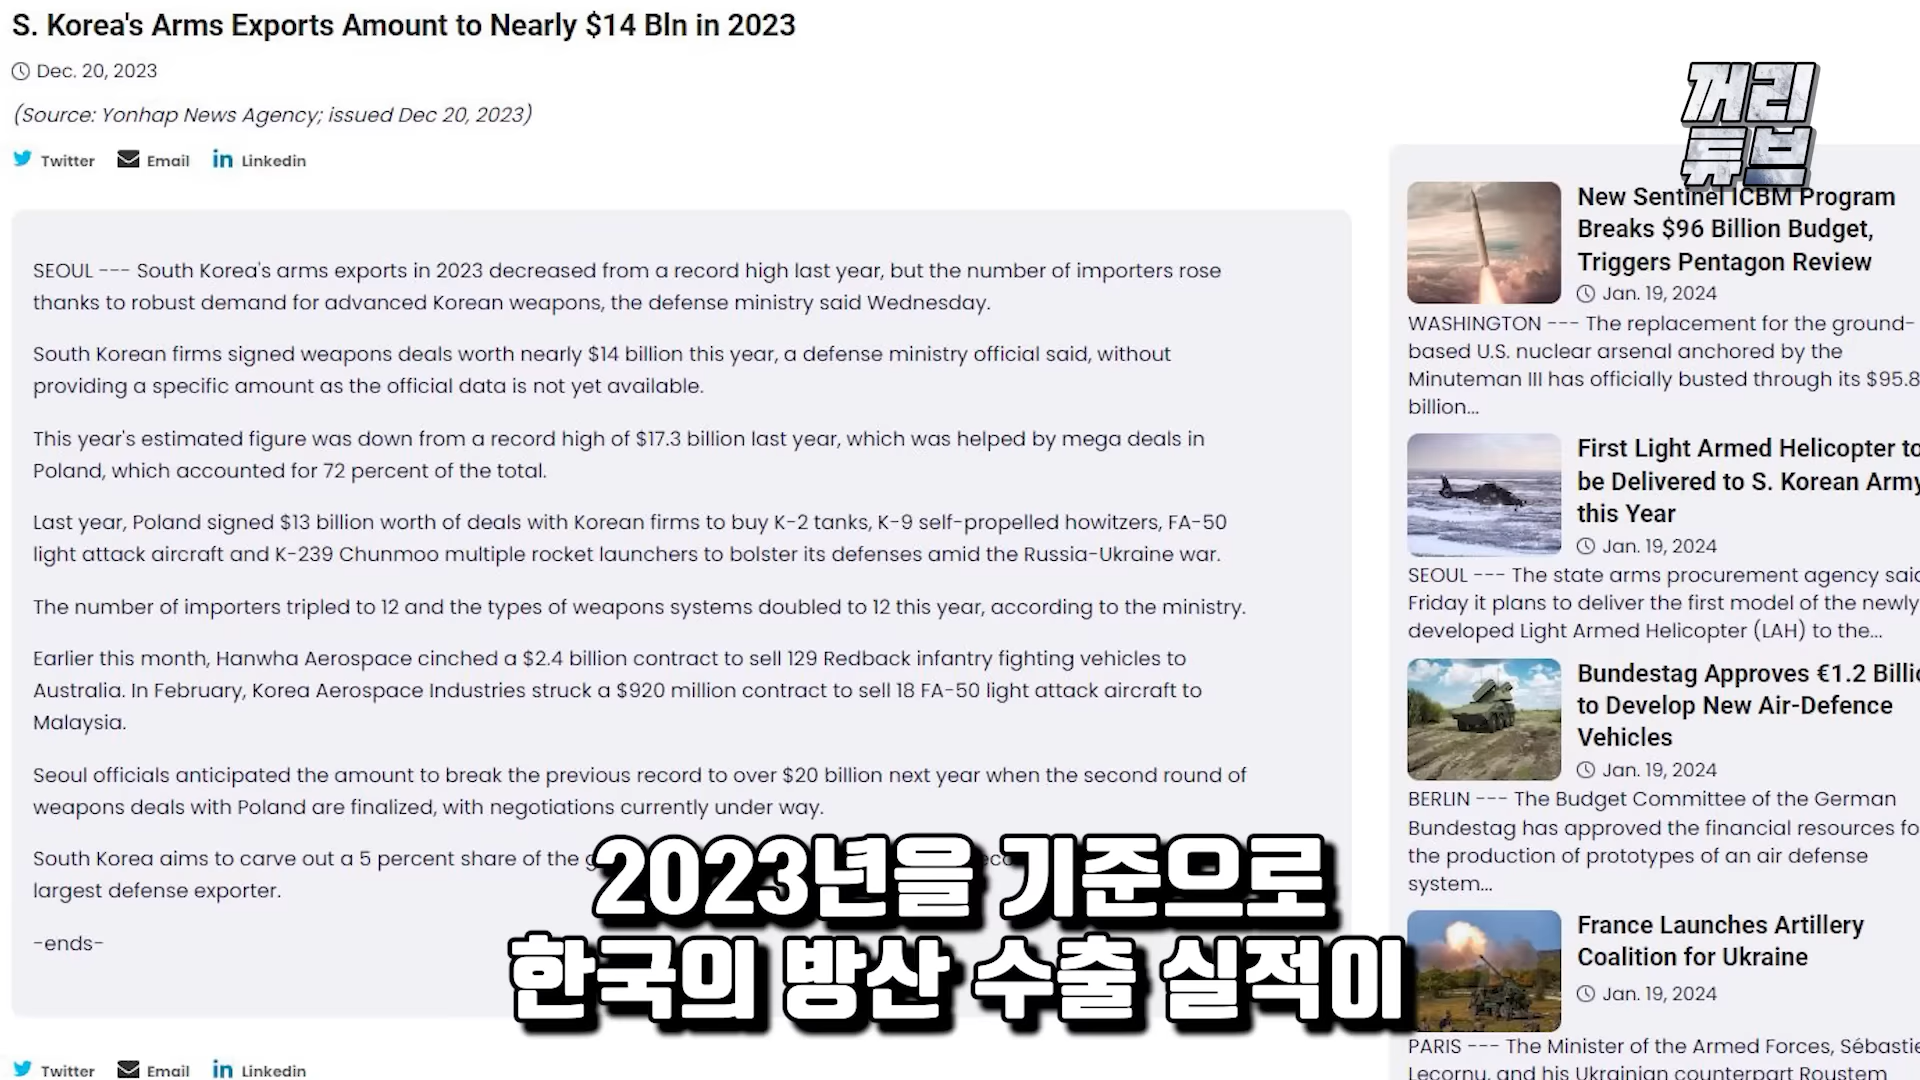 S. Korea's Arms Exports Amount to Nearly $14 Bln in 2023
Dec. 20, 2023
(Source: Yonhap News Agency; issued Dec 20, 2023)
Twitter Email Linkedin
SEOUL --- South Korea's arms exports in 2023 decreased from a record high last year, but the number of importers rose
thanks to robust demand for advanced Korean weapons, the defense ministry said Wednesday.
South Korean firms signed weapons deals worth nearly $14 billion this year, a defense ministry official said, without
providing a specific amount as the official data is not yet available.
This year's estimated figure was down from a record high of $17.3 billion last year, which was helped by mega deals in
Poland, which accounted for 72 percent of the total.
Last year, Poland signed $13 billion worth of deals with Korean firms to buy K-2 tanks, K-9 self-propelled howitzers, FA-50
light attack aircraft and K-239 Chunmoo multiple rocket launchers to bolster its defenses amid the Russia-Ukraine war.
The number of importers tripled to 12 and the types of weapons systems doubled to 12 this year, according to the ministry.
Earlier this month, Hanwha Aerospace cinched a $2.4 billion contract to sell 129 Redback infantry fighting vehicles to
Australia. In February, Korea Aerospace Industries struck a $920 million contract to sell 18 FA-50 light attack aircraft to
Malaysia.
Seoul officials anticipated the amount to break the previous record to over $20 billion next year when the second round of
weapons deals with Poland are finalized, with negotiations currently under way.
South Korea aims to carve out a 5 percent share of the
largest defense exporter.
-ends-
Twitter Email Linkedin
꺼리
튜브
New Sentinel ICBM Program
Breaks $96 Billion Budget,
Triggers Pentagon Review
Jan. 19, 2024
WASHINGTON --- The replacement for the ground-
based U.S. nuclear arsenal anchored by the
Minuteman III has officially busted through its $95.8
billion...
First Light Armed Helicopter to
be Delivered to S. Korean Army
this Year
Jan. 19, 2024
SEOUL --- The state arms procurement agency said
Friday it plans to deliver the first model of the newly
developed Light Armed Helicopter (LAH) to the...
Bundestag Approves €1.2 Billio
to Develop New Air-Defence
Vehicles
Jan. 19, 2024
BERLIN --- The Budget Committee of the German
Bundestag has approved the financial resources fo
the production of prototypes of an air defense
system...
France Launches Artillery
Coalition for Ukraine
Jan. 19, 2024
PARIS --- The Minister of the Armed Forces, Sébastie
Lecornu, and his Ukrainian counterpart Roustem
2023년을 기준으로
한국의 방산 수출 실적이